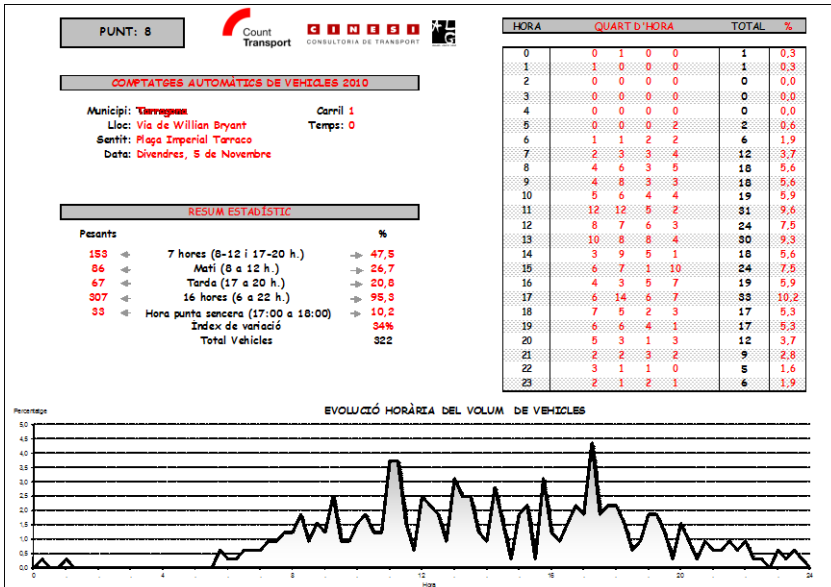 PUNT: 8
Count
Transport
CINESI
CONSULTORIA DE TRANSPORT
COMPTATGES AUTOMÀTICS DE VEHICLES 2010
Municipi: Tarragona Carril 1
Lloc: Via de Willian Bryant Temps: 0
Sentit: Plaça Imperial Tarraco
Data: Divendres, 5 de Novembre
RESUM ESTADÍSTIC
Pesants %
153 7 hores (8-12 i 17-20 h.) 47,5
86 Matí (8 a 12 h.) 26,7
67 Tarda (17 a 20 h.) 20,8
307 16 hores (6 a 22 h.) 95,3
33 Hora punta sencera (17:00 a 18:00) 10,2
Índex de variació 34%
Total Vehicles 322
HORA QUART D'HORA TOTAL %
0 0 1 0 0 1 0,3
1 1 0 0 0 1 0,3
2 0 0 0 0 0 0,0
3 0 0 0 0 0 0,0
4 0 0 0 0 0 0,0
5 0 0 0 2 2 0,6
6 1 1 2 2 6 1,9
7 2 3 3 4 12 3,7
8 4 6 3 5 18 5,6
9 4 8 3 3 18 5,6
10 5 6 4 4 19 5,9
11 12 12 5 2 31 9,6
12 8 7 6 3 24 7,5
13 10 8 8 4 30 9,3
14 3 9 5 1 18 5,6
15 6 7 1 10 24 7,5
16 4 3 5 7 19 5,9
17 6 14 6 7 33 10,2
18 7 5 2 3 17 5,3
19 6 6 4 1 17 5,3
20 5 3 1 3 12 3,7
21 2 2 3 2 9 2,8
22 3 1 1 0 5 1,6
23 2 1 2 1 6 1,9
Percentatge
EVOLUCIÓ HORÀRIA DEL VOLUM DE VEHICLES
5,0
4,5
4,0
3,5
3,0
2,5
2,0
1,5
1,0
0,5
0,0
0 4 8 12 16 20 24
Hora